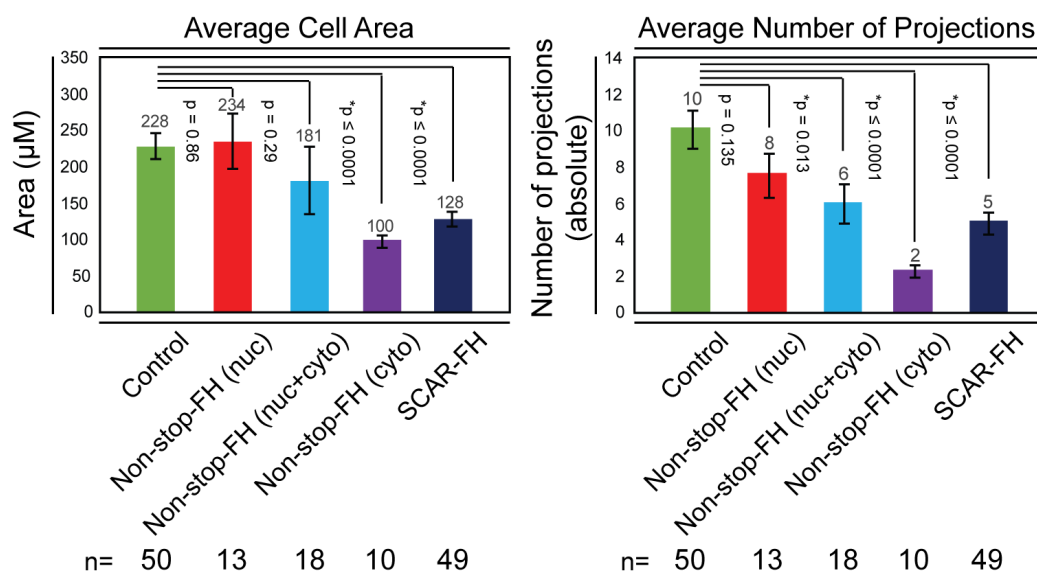 Average Cell Area
Area (µM)
350
300
250
200
150
100
50
0
228
234
181
100
128
p = 0.86
p = 0.29
*p ≤ 0.0001
*p ≤ 0.0001
Control
Non-stop-FH (nuc)
Non-stop-FH (nuc+cyto)
Non-stop-FH (cyto)
SCAR-FH
n= 50 13 18 10 49
Average Number of Projections
Number of projections
(absolute)
14
12
10
8
6
4
2
0
10
8
6
2
5
p = 0.135
*p = 0.013
*p ≤ 0.0001
*p ≤ 0.0001
Control
Non-stop-FH (nuc)
Non-stop-FH (nuc+cyto)
Non-stop-FH (cyto)
SCAR-FH
n= 50 13 18 10 49